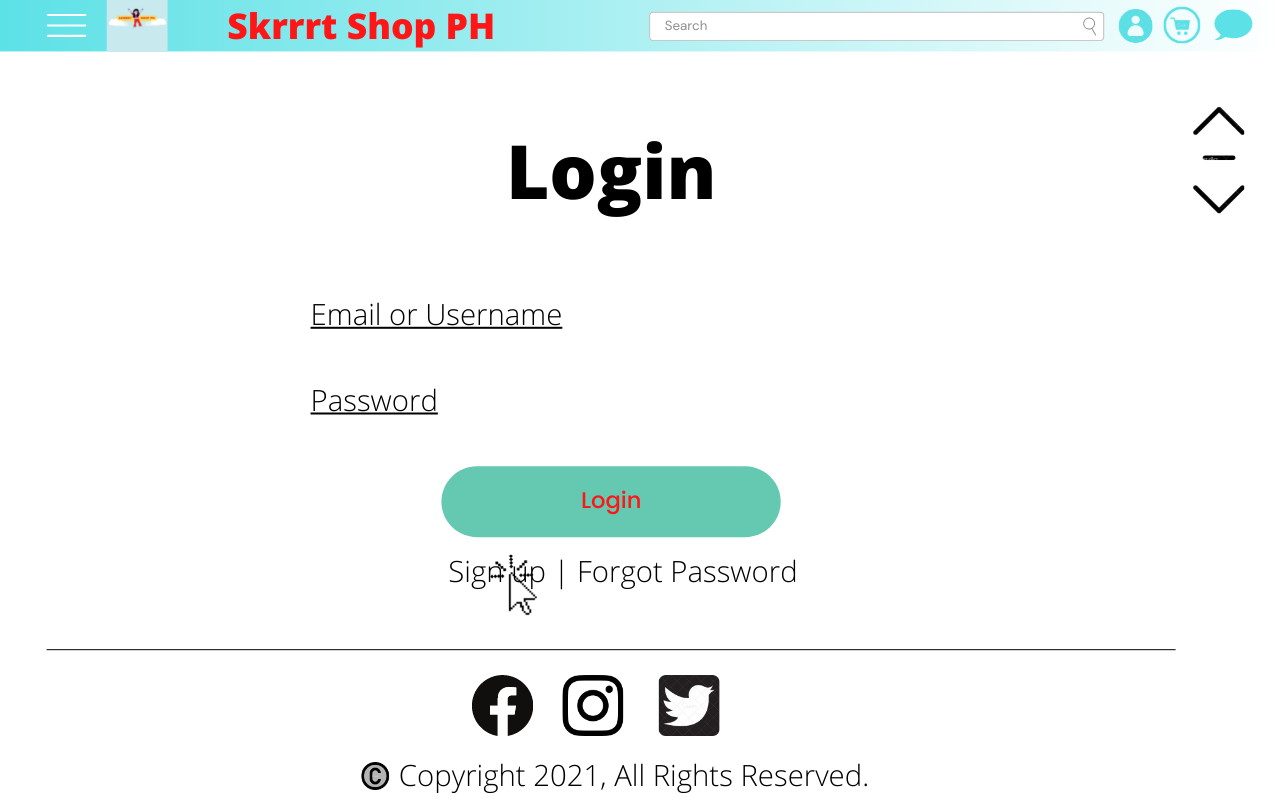 Skrrrt Shop PH
Search
Login
Email or Username
Password
Login
Sign up | Forgot Password
© Copyright 2021, All Rights Reserved.